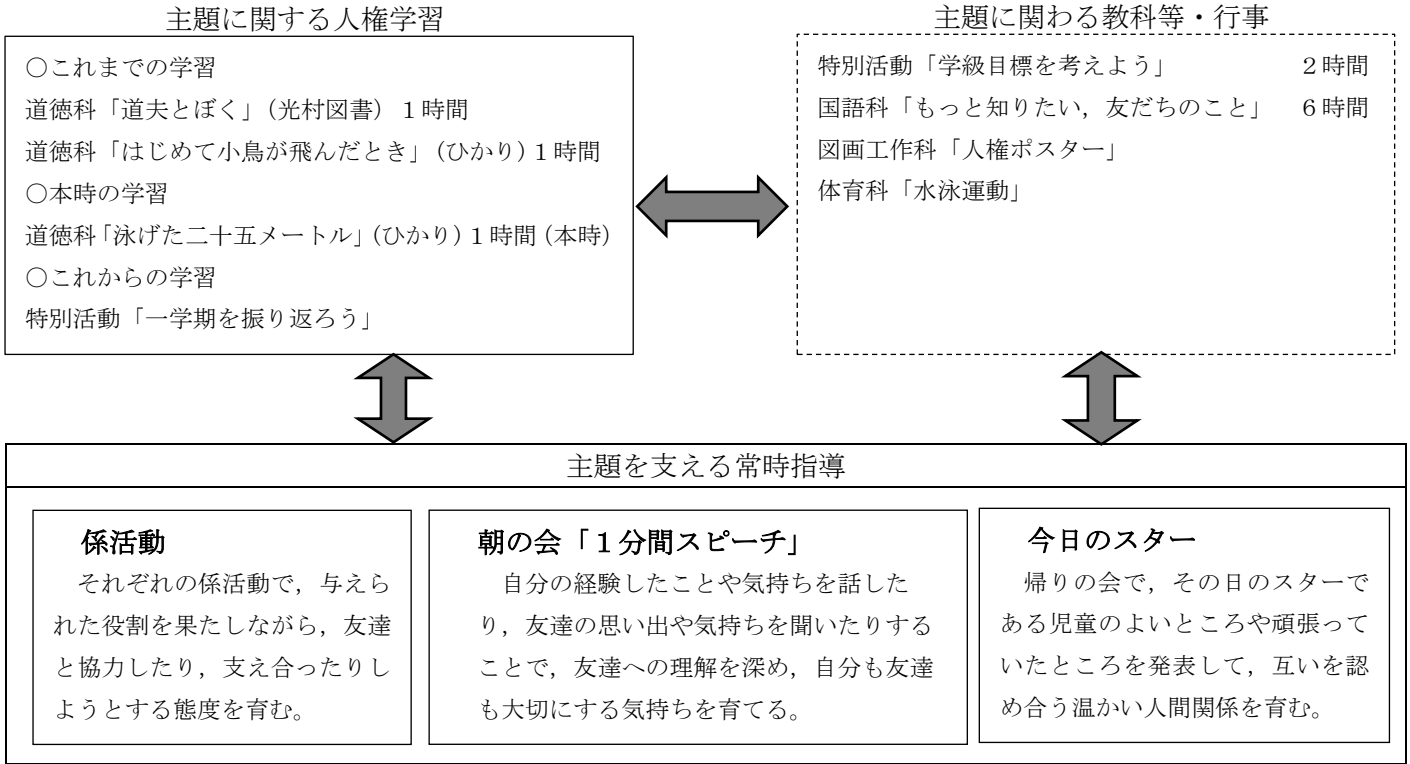 主題に関する人権学習
○これまでの学習
道徳科「道夫とぼく」（光村図書）１時間
道徳科「はじめて小鳥が飛んだとき」（ひかり）１時間
○本時の学習
道徳科「泳げた二十五メートル」（ひかり）１時間（本時）
○これからの学習
特別活動「一学期を振り返ろう」
主題に関わる教科等・行事
特別活動「学級目標を考えよう」 ２時間
国語科「もっと知りたい，友だちのこと」 ６時間
図画工作科「人権ポスター」
体育科「水泳運動」
主題を支える常時指導
係活動
それぞれの係活動で，与えら
れた役割を果たしながら，友達
と協力したり，支え合ったりし
ようとする態度を育む。
朝の会「１分間スピーチ」
自分の経験したことや気持ちを話した
り，友達の思い出や気持ちを聞いたりする
ことで，友達への理解を深め，自分も友達
も大切にする気持ちを育てる。
今日のスター
帰りの会で，その日のスターで
ある児童のよいところや頑張って
いたところを発表して，互いを認
め合う温かい人間関係を育む。